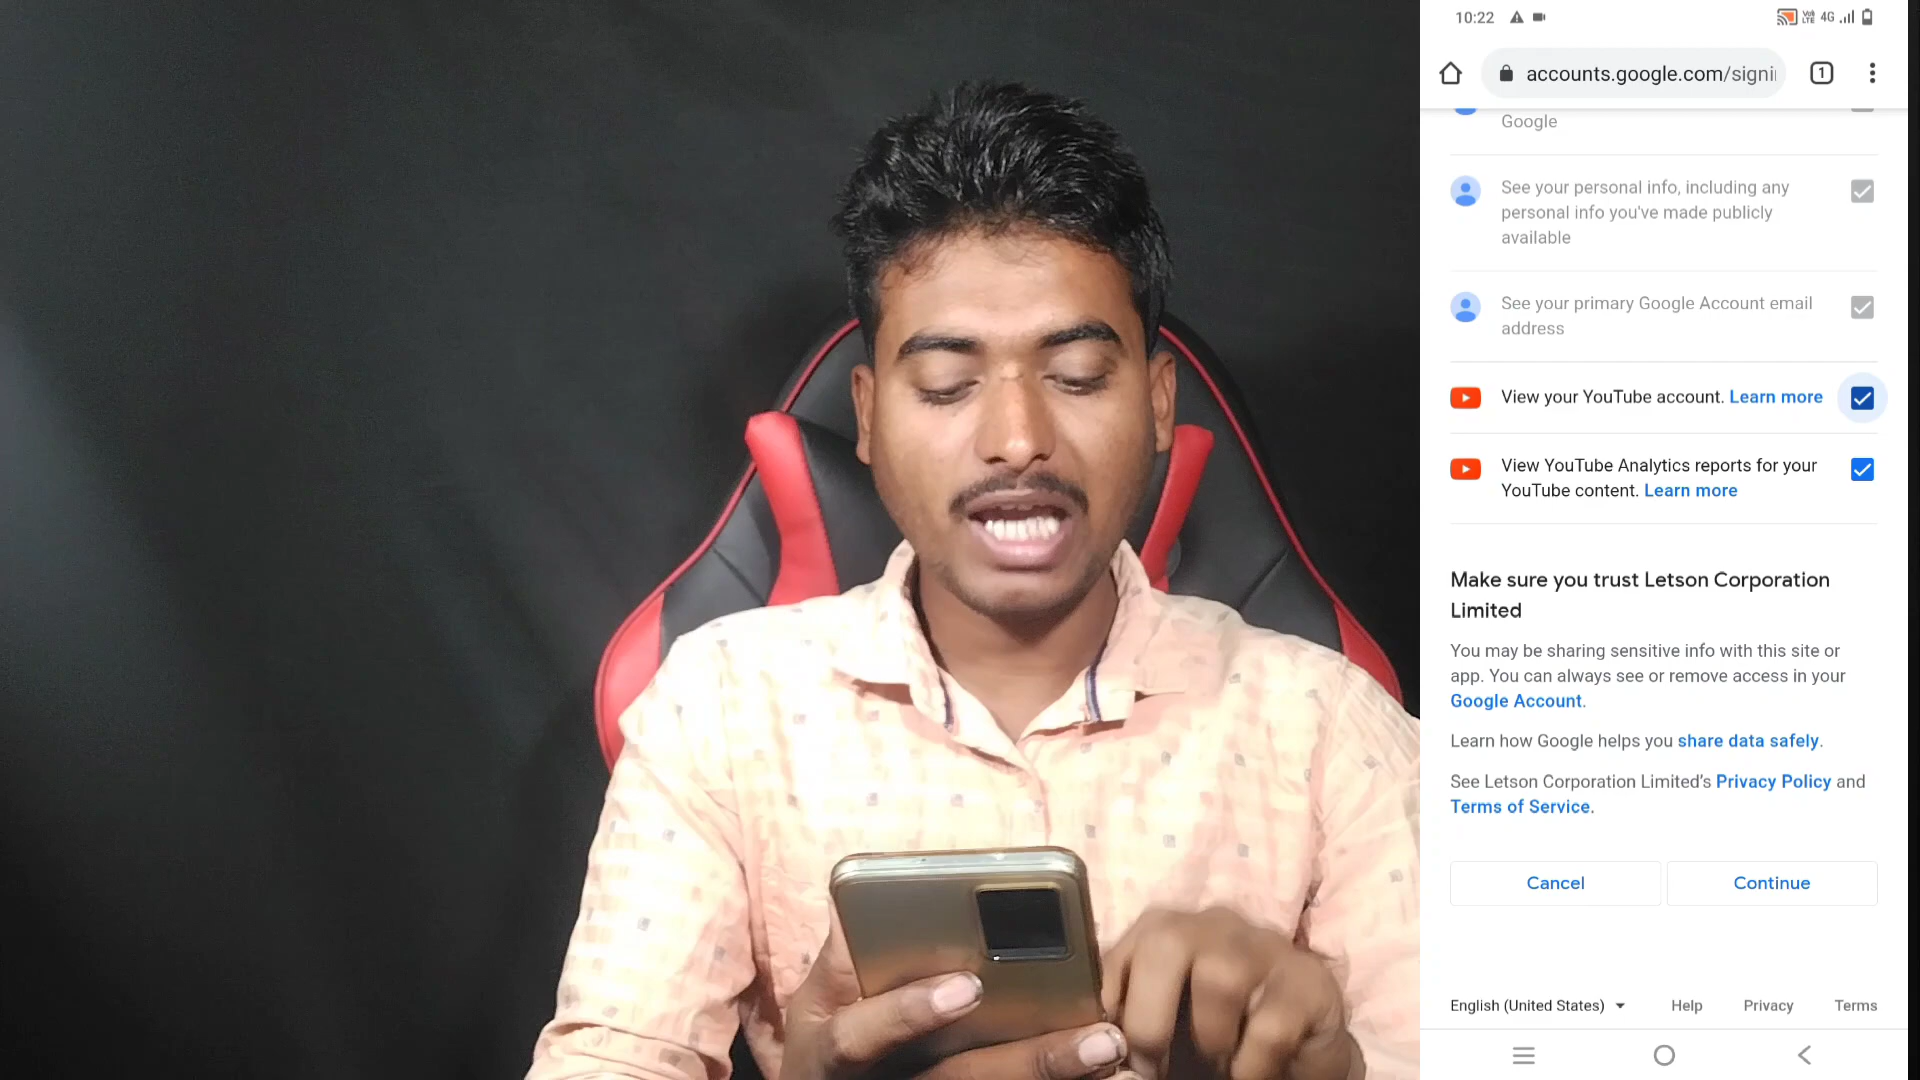 10:22
4G
accounts.google.com/signi
1
Google
See your personal info, including any
personal info you've made publicly
available
See your primary Google Account email
address
View your YouTube account. Learn more
View YouTube Analytics reports for your
YouTube content. Learn more
Make sure you trust Letson Corporation
Limited
You may be sharing sensitive info with this site or
app. You can always see or remove access in your
Google Account.
Learn how Google helps you share data safely.
See Letson Corporation Limited's Privacy Policy and
Terms of Service.
Cancel
Continue
English (United States)
Help
Privacy
Terms